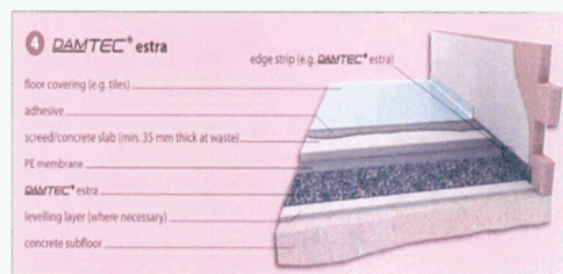 4 DAMTEC® estra
edge strip (e.g. DAMTEC® estra)
floor covering (e.g. tiles)
adhesive
screed/concrete slab (min. 35 mm thick at waste)
PE membrane
DAMTEC® estra
levelling layer (where necessary)
concrete subfloor